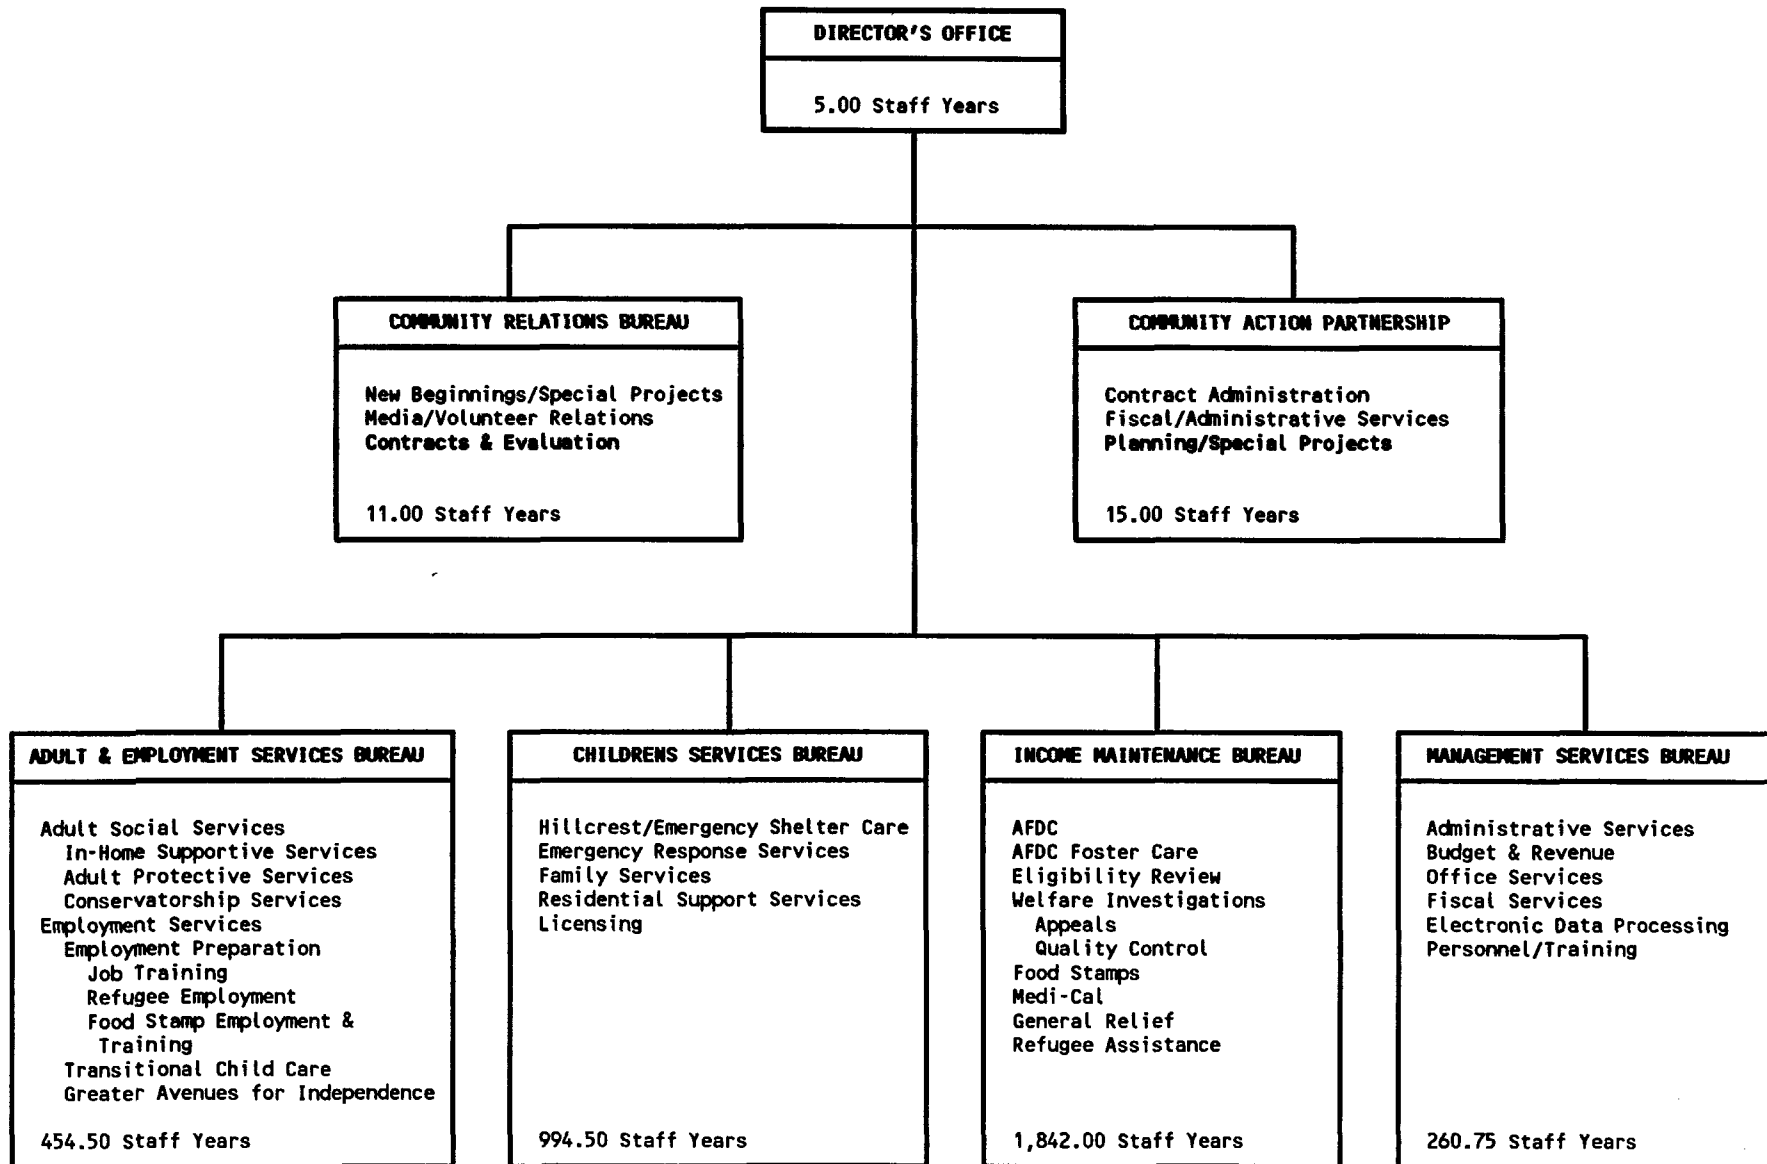 DIRECTOR'S OFFICE
5.00 Staff Years
COMMUNITY RELATIONS BUREAU
New Beginnings/Special Projects
Media/Volunteer Relations
Contracts & Evaluation
11.00 Staff Years
COMMUNITY ACTION PARTNERSHIP
Contract Administration
Fiscal/Administrative Services
Planning/Special Projects
15.00 Staff Years
ADULT & EMPLOYMENT SERVICES BUREAU
Adult Social Services
In-Home Supportive Services
Adult Protective Services
Conservatorship Services
Employment Services
Employment Preparation
Job Training
Refugee Employment
Food Stamp Employment &
Training
Transitional Child Care
Greater Avenues for Independence
454.50 Staff Years
CHILDRENS SERVICES BUREAU
Hillcrest/Emergency Shelter Care
Emergency Response Services
Family Services
Residential Support Services
Licensing
994.50 Staff Years
INCOME MAINTENANCE BUREAU
AFDC
AFDC Foster Care
Eligibility Review
Welfare Investigations
Appeals
Quality Control
Food Stamps
Medi-Cal
General Relief
Refugee Assistance
1,842.00 Staff Years
MANAGEMENT SERVICES BUREAU
Administrative Services
Budget & Revenue
Office Services
Fiscal Services
Electronic Data Processing
Personnel/Training
260.75 Staff Years